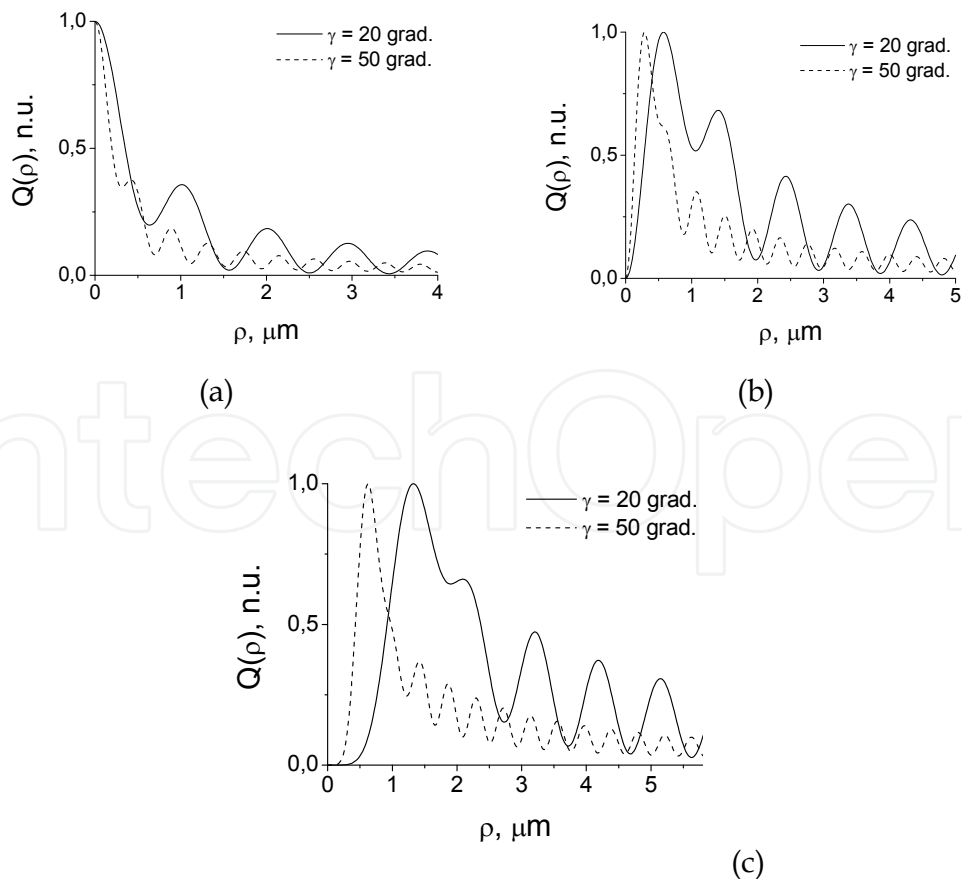 1,0
γ = 20 grad.
γ = 50 grad.
Q(ρ), n.u.
0,5
0,0
0 1 2 3 4
ρ, μm
(a)
1,0
γ = 20 grad.
γ = 50 grad.
Q(ρ), n.u.
0,5
0,0
0 1 2 3 4 5
ρ, μm
(b)
ntechOpen
1,0
γ = 20 grad.
γ = 50 grad.
Q(ρ), n.u.
0,5
0,0
0 1 2 3 4 5
ρ, μm
(c)